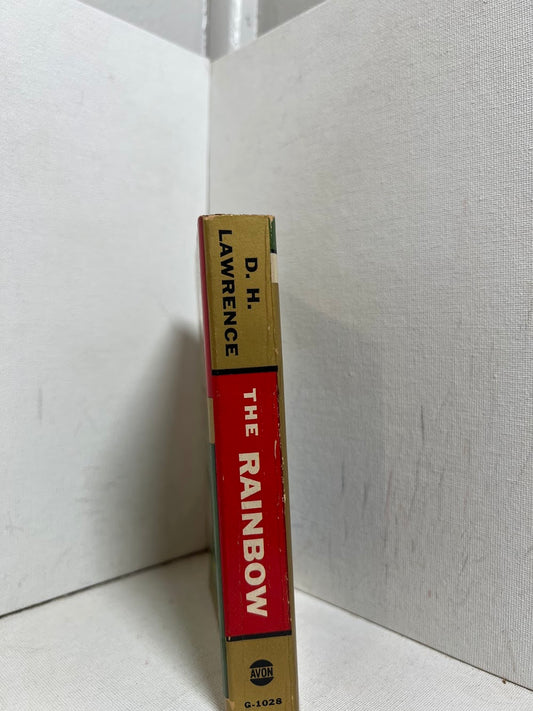 D. H.
LAWRENCE
THE RAINBOW
AVON
G-1028